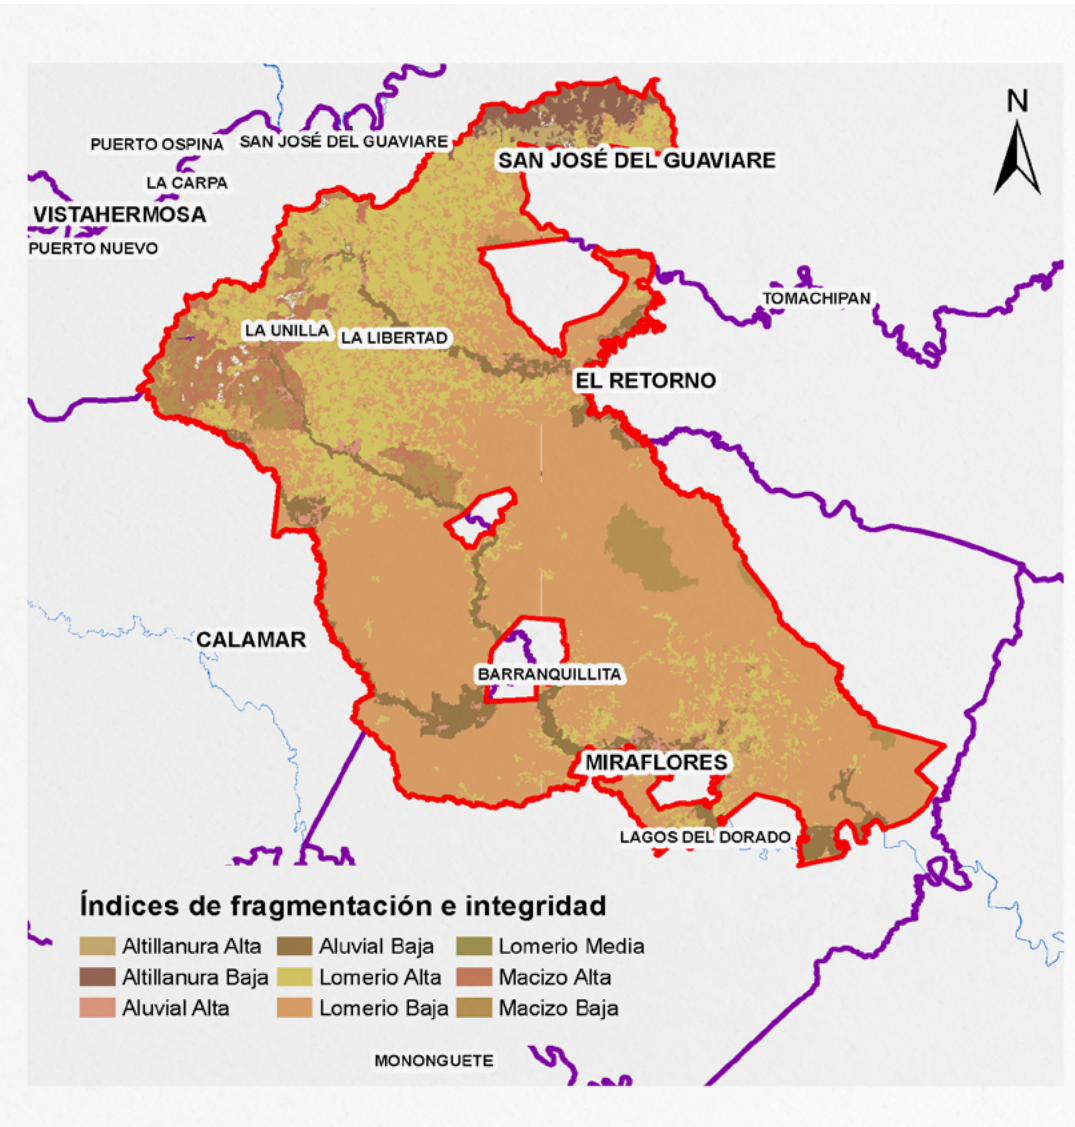 N
PUERTO OSPINA
SAN JOSÉ DEL GUAVIARE
SAN JOSÉ DEL GUAVIARE
LA CARPA
VISTAHERMOSA
PUERTO NUEVO
TOMACHIPAN
LA UNILLA
LA LIBERTAD
EL RETORNO
CALAMAR
BARRANQUILLITA
MIRAFLORES
LAGOS DEL DORADO
Índices de fragmentación e integridad
Altillanura Alta
Aluvial Baja
Lomerio Media
Altillanura Baja
Lomerio Alta
Macizo Alta
Aluvial Alta
Lomerio Baja
Macizo Baja
MONONGUETE